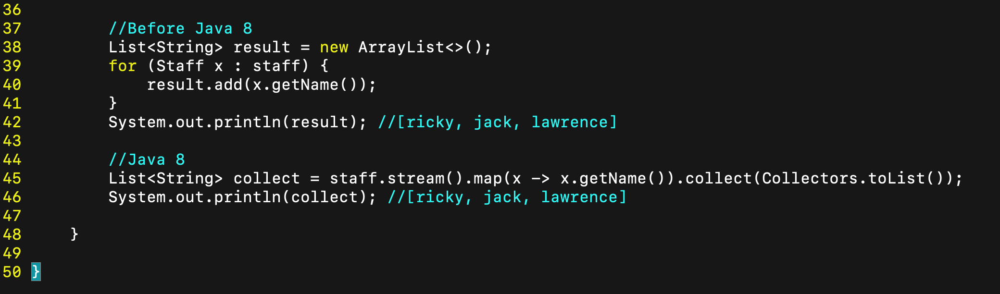 36
37         //Before Java 8
38         List<String> result = new ArrayList<>();
39         for (Staff x : staff) {
40             result.add(x.getName());
41         }
42         System.out.println(result); //[ricky, jack, lawrence]
43
44         //Java 8
45         List<String> collect = staff.stream().map(x -> x.getName()).collect(Collectors.toList());
46         System.out.println(collect); //[ricky, jack, lawrence]
47
48     }
49
50 }